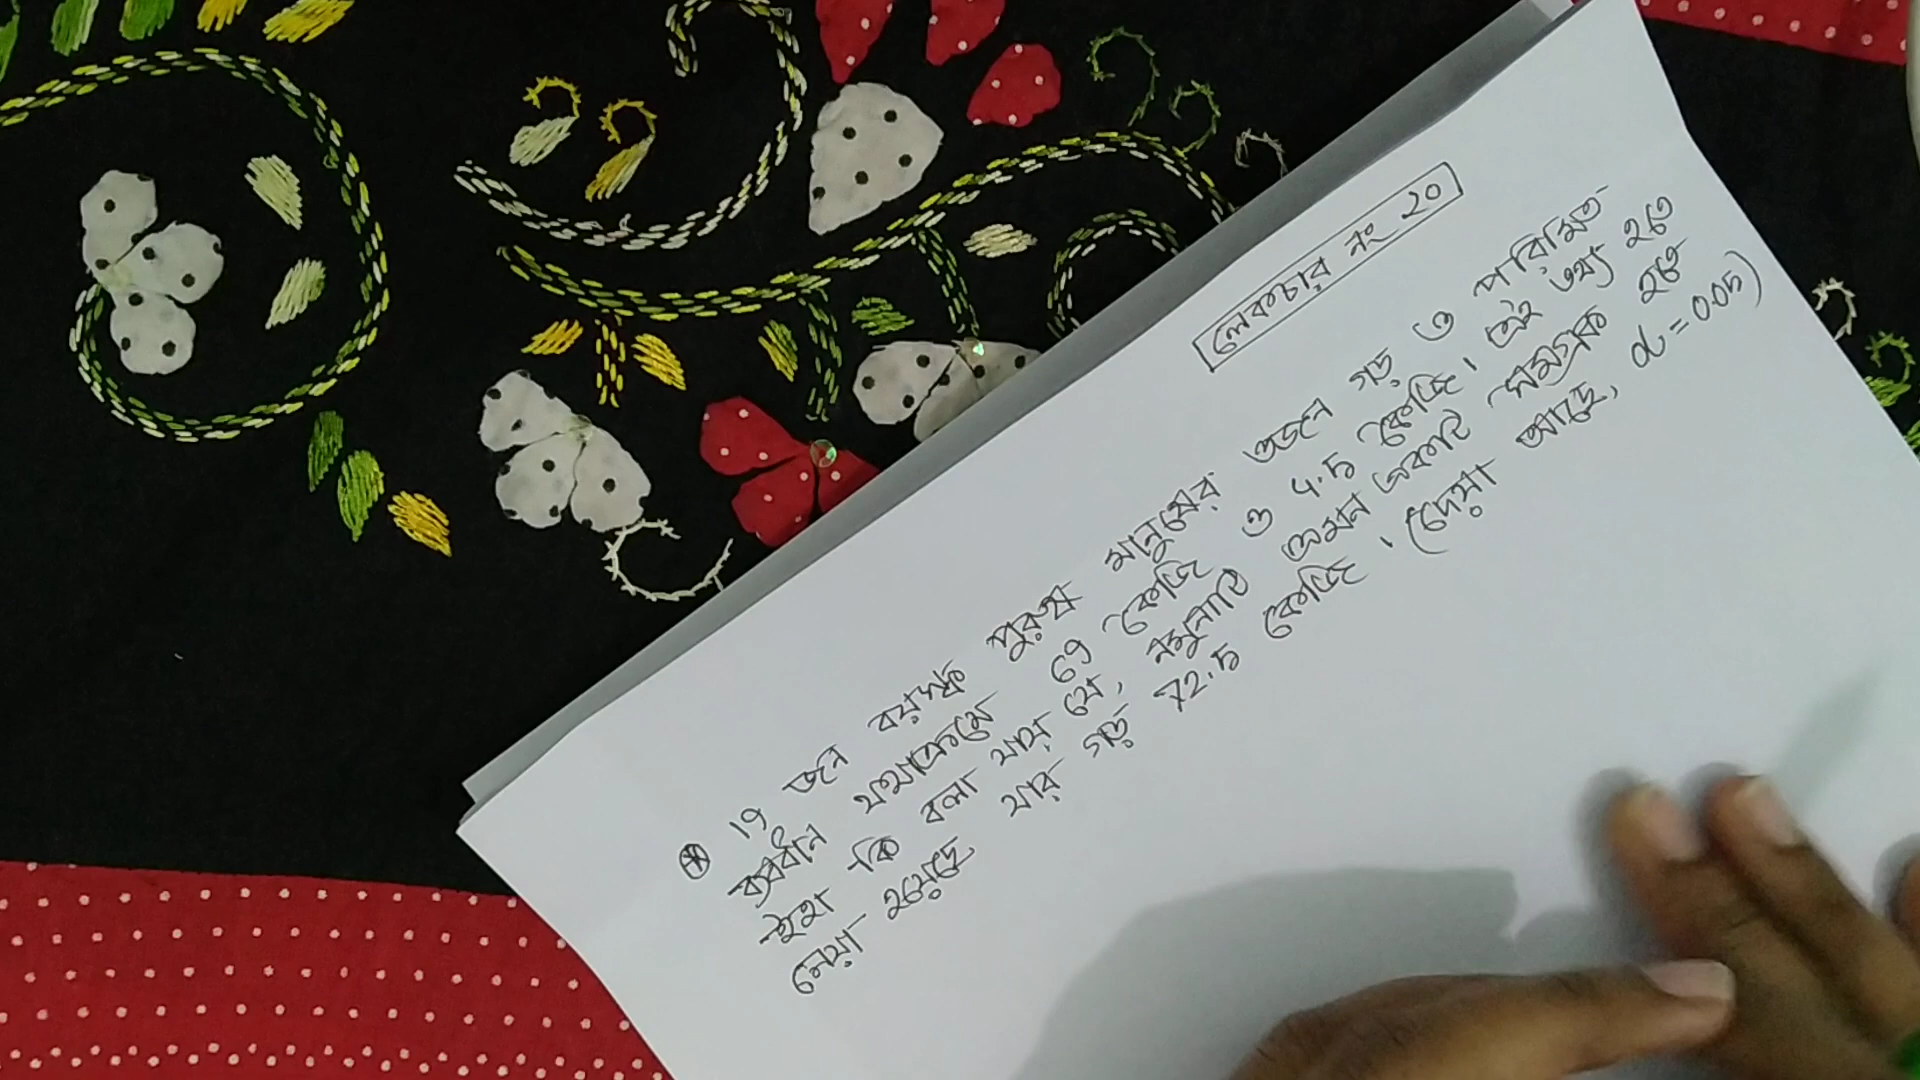 লেকচার নং ২০
১৭ জন বয়স্ক পুরুষ মানুষের ওজনে গড় ও পরিমিত
ব্যবধান যথাক্রমে 69 কেজি ও 4.5 কেজি। এই তথ্য হতে
ইহা কি বলা যায় যে, নমুনাটি এমন একটি সমগ্রক হতে
নেয়া হয়েছে যার গড় 72.5 কেজি। (দেয়া আছে, α = 0.05)